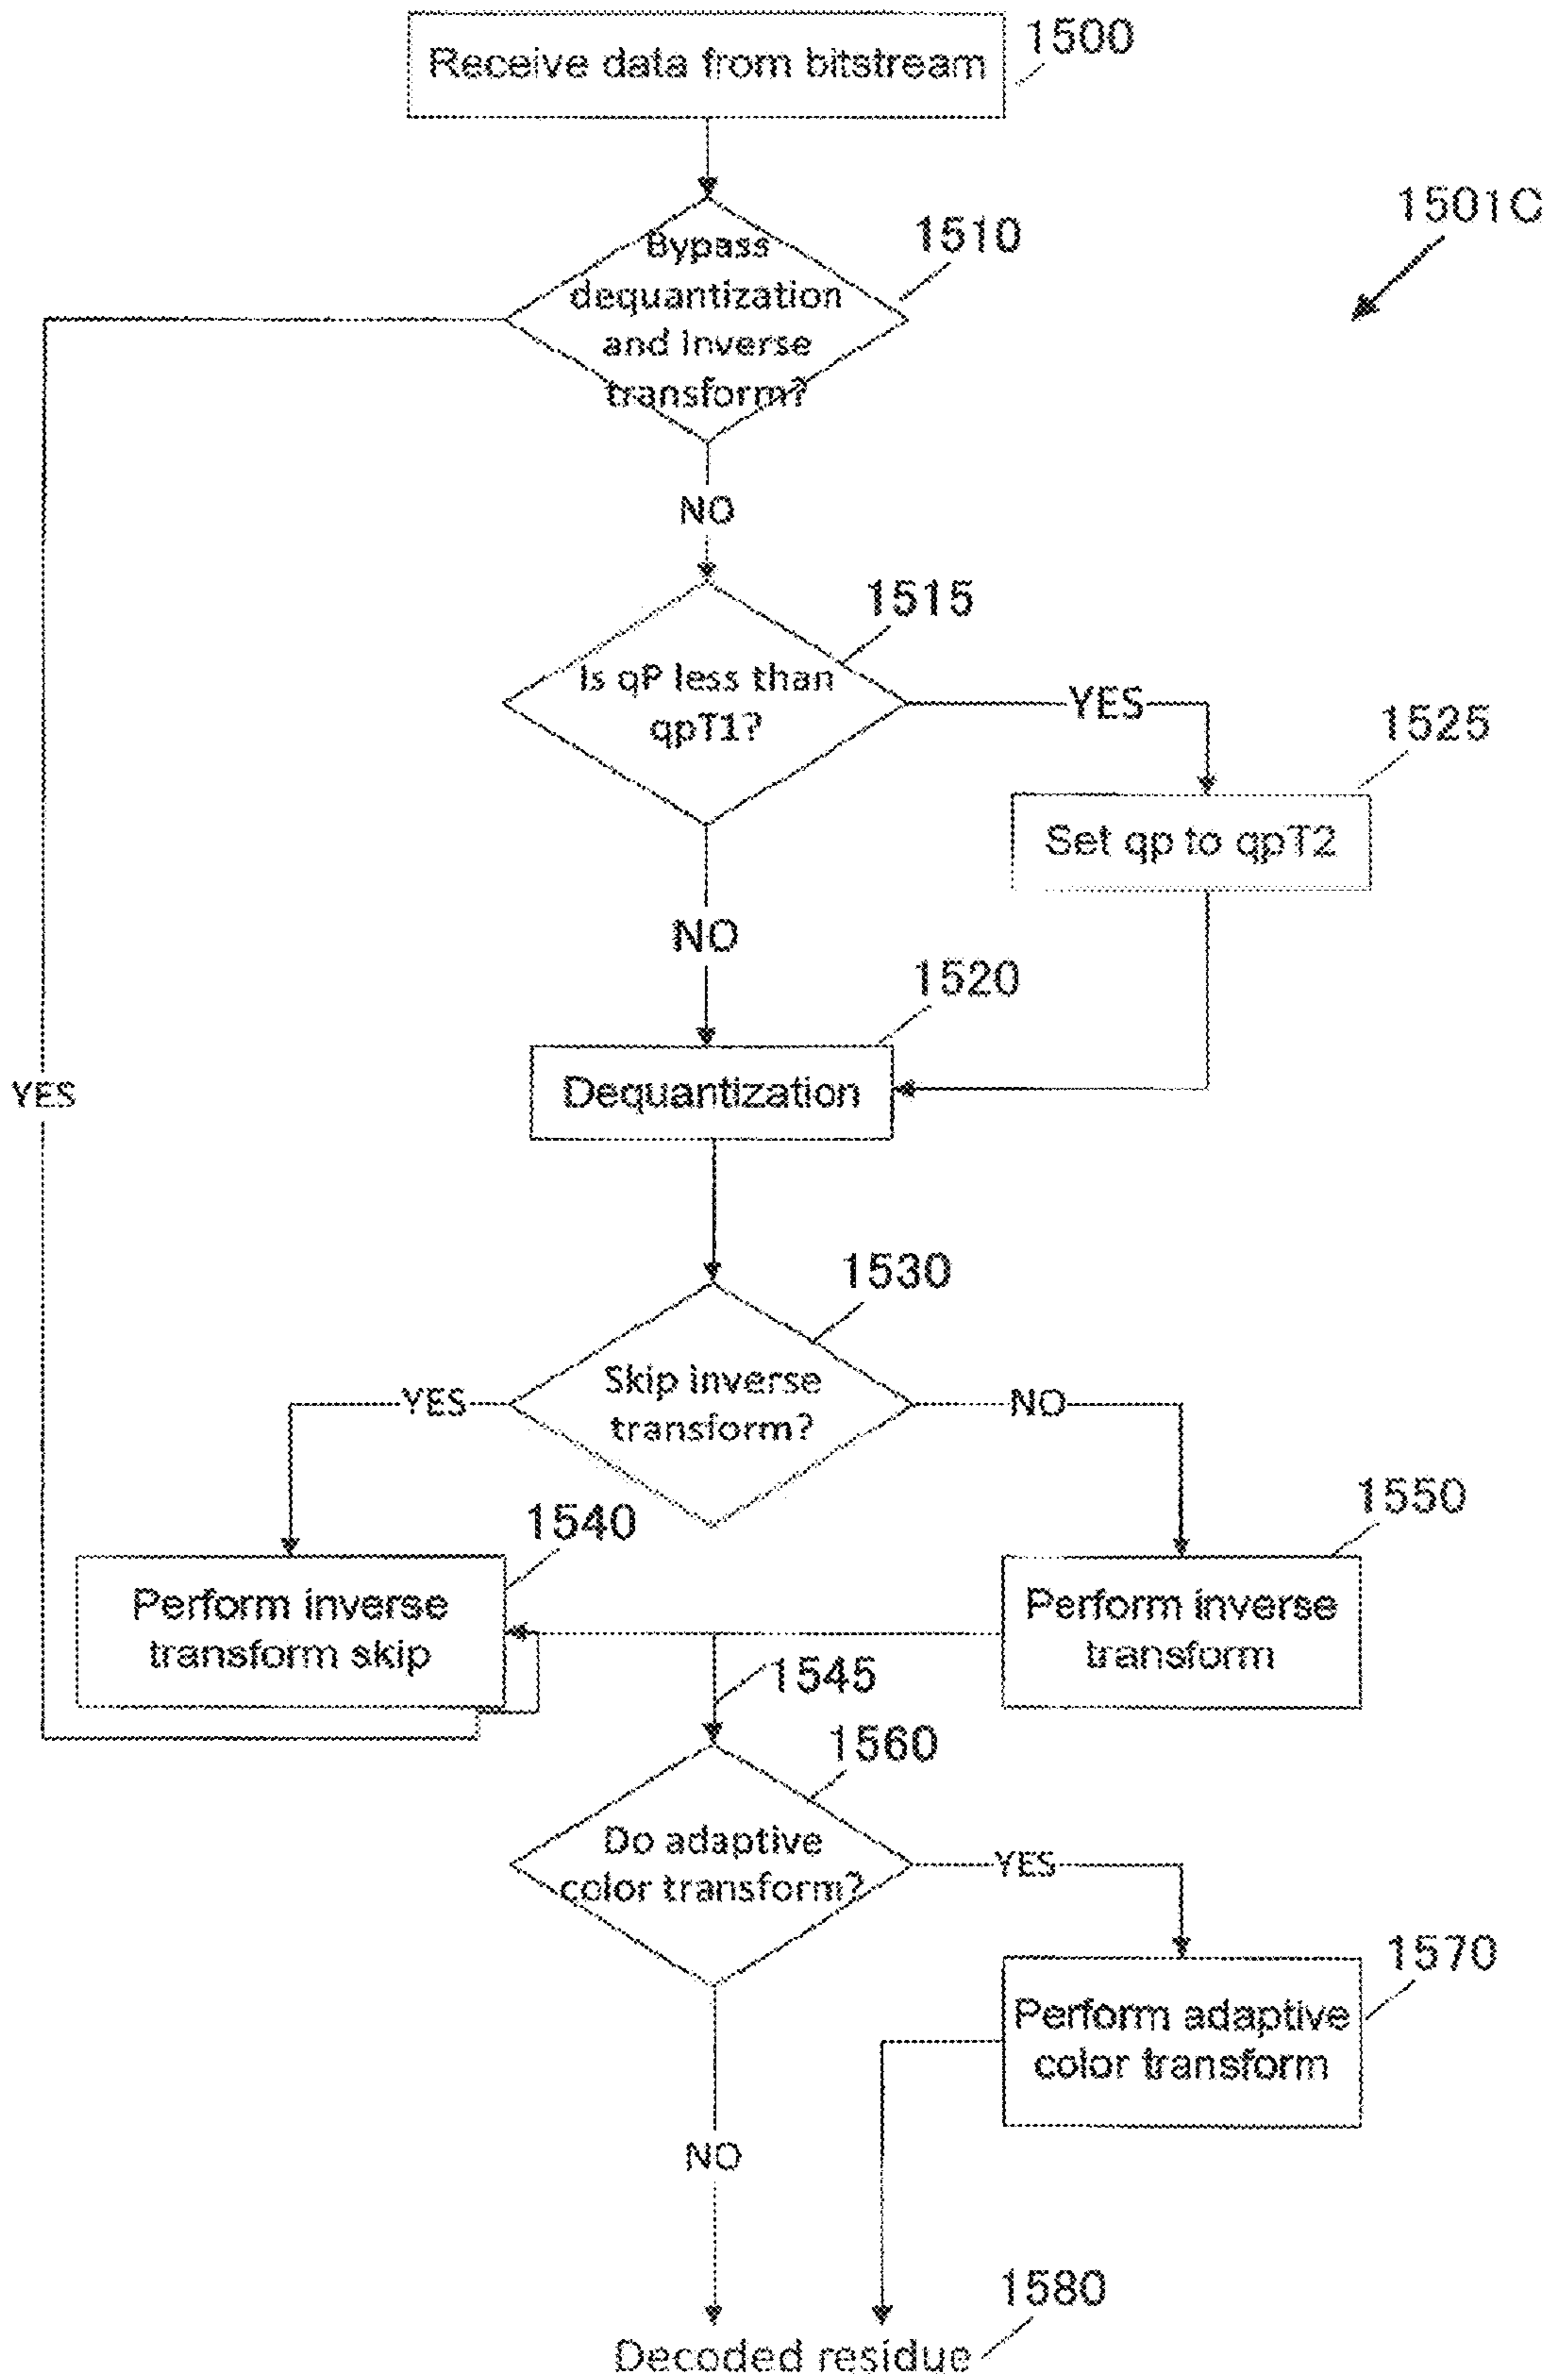 Receive data from bitstream
1500
1501C
1510
Bypass
dequantization
and inverse
transform?
NO
1515
Is qP less than
qpT1?
YES
1525
Set qp to qpT2
NO
1520
Dequantization
YES
1530
Skip inverse
transform?
YES
NO
1540
1550
Perform inverse
transform skip
Perform inverse
transform
1545
1560
Do adaptive
color transform?
YES
1570
Perform adaptive
color transform
NO
1580
Decoded residue